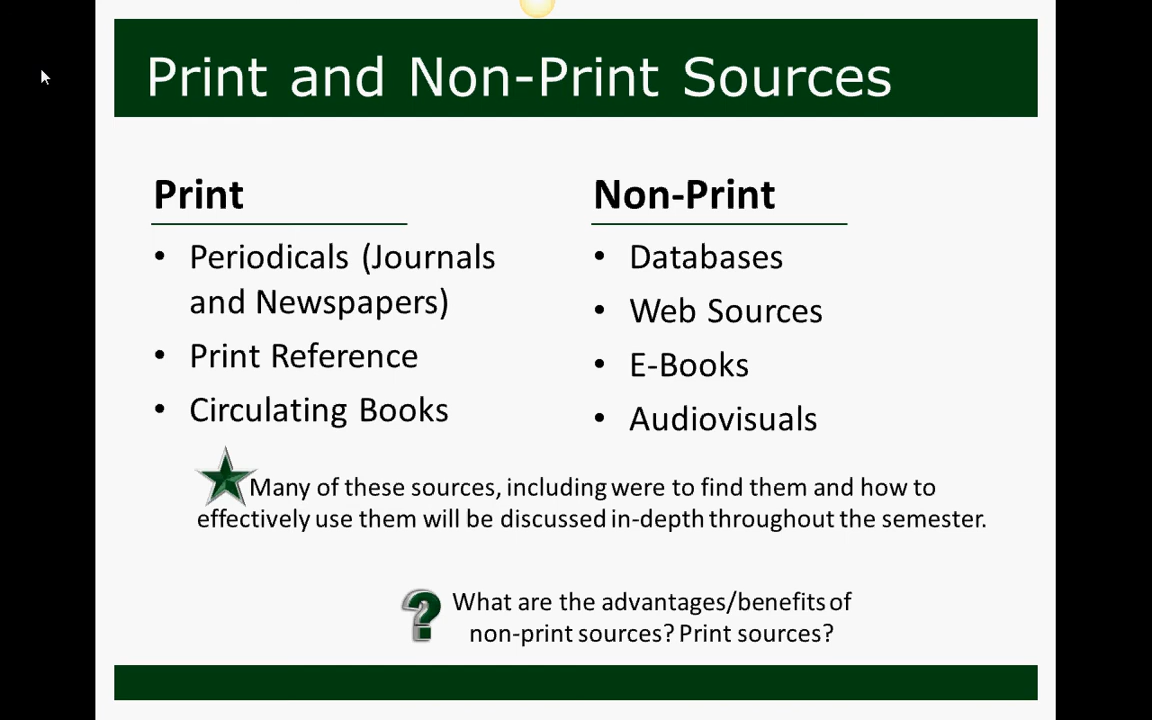 Print and Non-Print Sources
Print
• Periodicals (Journals
and Newspapers)
• Print Reference
• Circulating Books
Non-Print
• Databases
• Web Sources
• E-Books
• Audiovisuals
Many of these sources, including were to find them and how to
effectively use them will be discussed in-depth throughout the semester.
? What are the advantages/benefits of
non-print sources? Print sources?